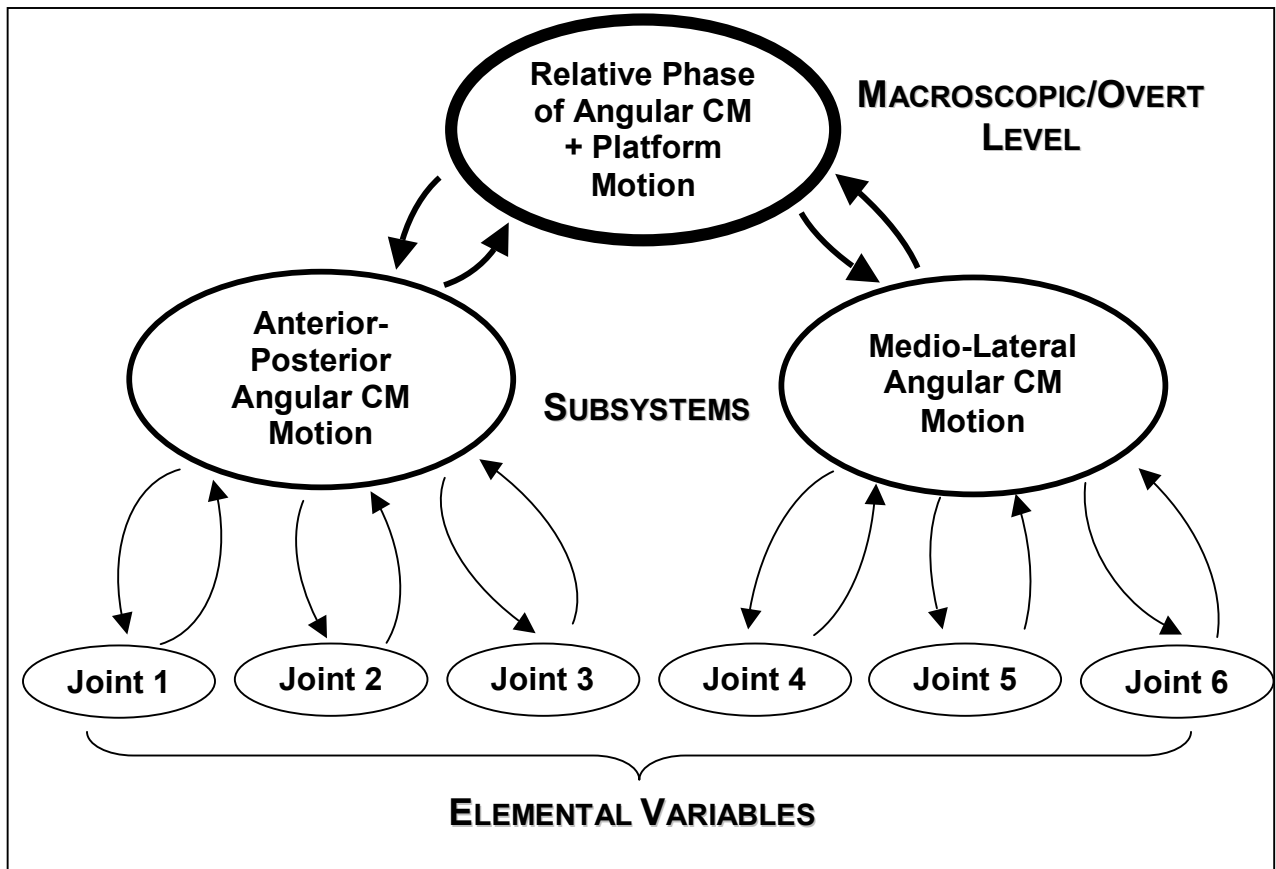 Relative Phase
of Angular CM
+ Platform
Motion
MACROSCOPIC/OVERT
LEVEL
Anterior-
Posterior
Angular CM
Motion
SUBSYSTEMS
Medio-Lateral
Angular CM
Motion
Joint 1
Joint 2
Joint 3
Joint 4
Joint 5
Joint 6
ELEMENTAL VARIABLES